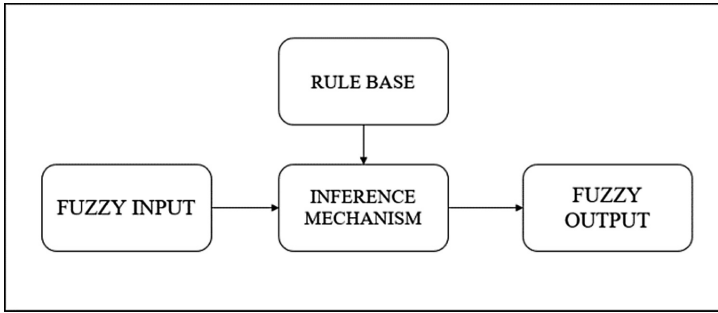 RULE BASE
FUZZY INPUT
INFERENCE
MECHANISM
FUZZY
OUTPUT